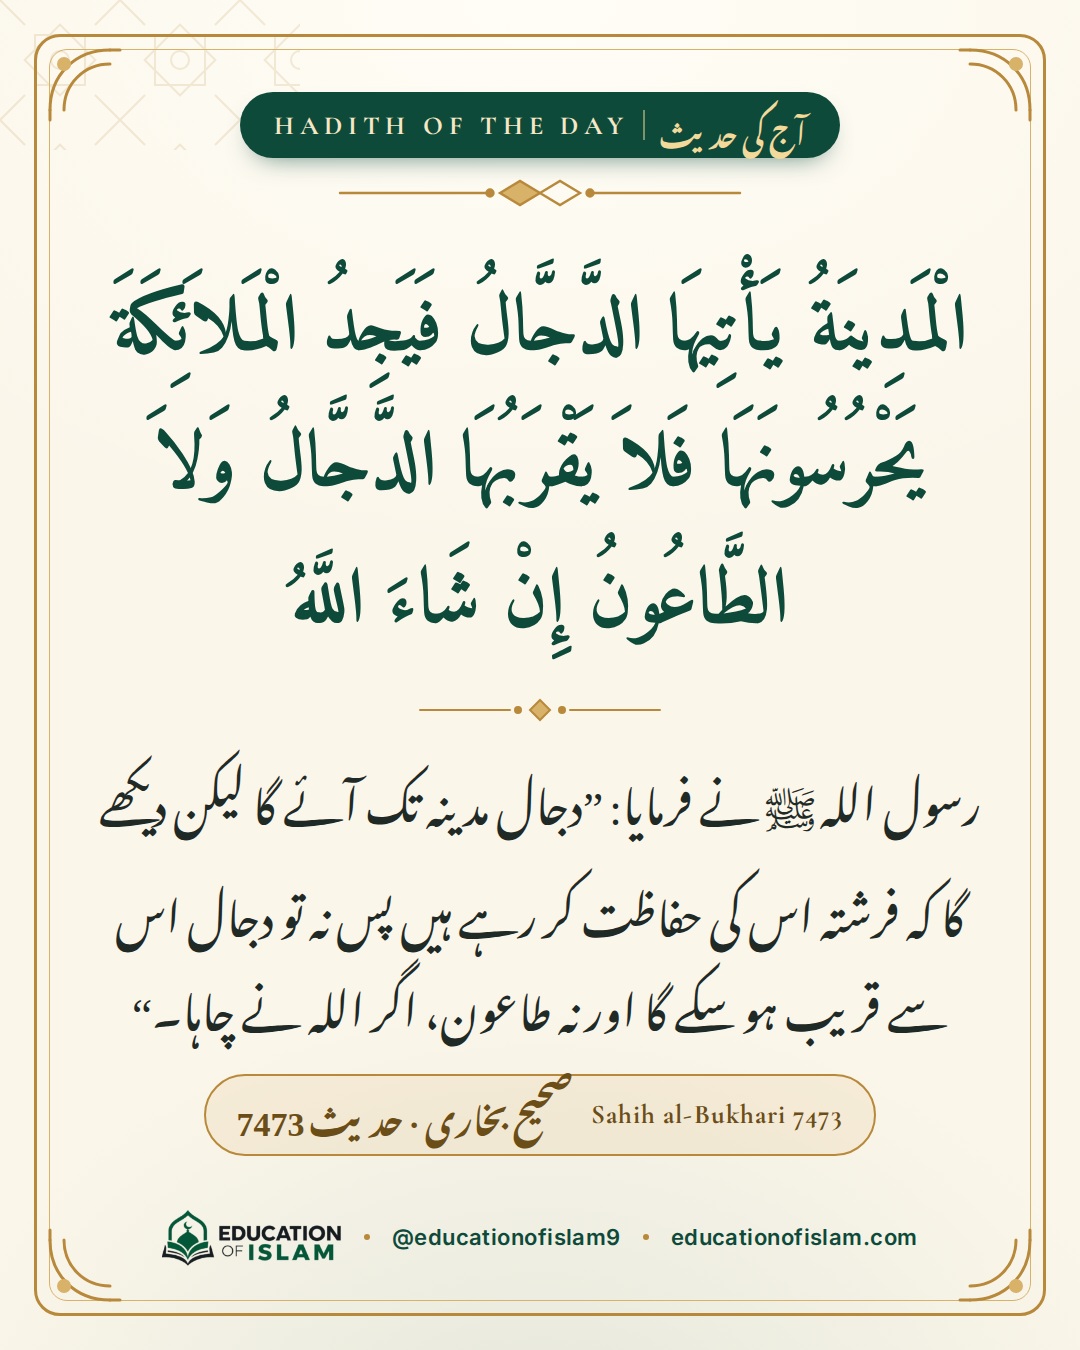 HADITH OF THE DAY | آج کی حدیث
الْمَدِينَةُ يَأْتِيهَا الدَّجَّالُ فَيَجِدُ الْمَلاَئِكَةَ
يَحْرُسُونَهَا فَلاَ يَقْرَبُهَا الدَّجَّالُ وَلاَ
الطَّاعُونُ إِنْ شَاءَ اللَّهُ
رسول اللہ ﷺ نے فرمایا: ”دجال مدینہ تک آئے گا لیکن دیکھے
گا کہ فرشتہ اس کی حفاظت کر رہے ہیں پس نہ تو دجال اس
سے قریب ہو سکے گا اور نہ طاعون، اگر اللہ نے چاہا۔“
صحیح بخاری · حدیث 7473 Sahih al-Bukhari 7473
EDUCATION OF ISLAM • @educationofislam9 • educationofislam.com